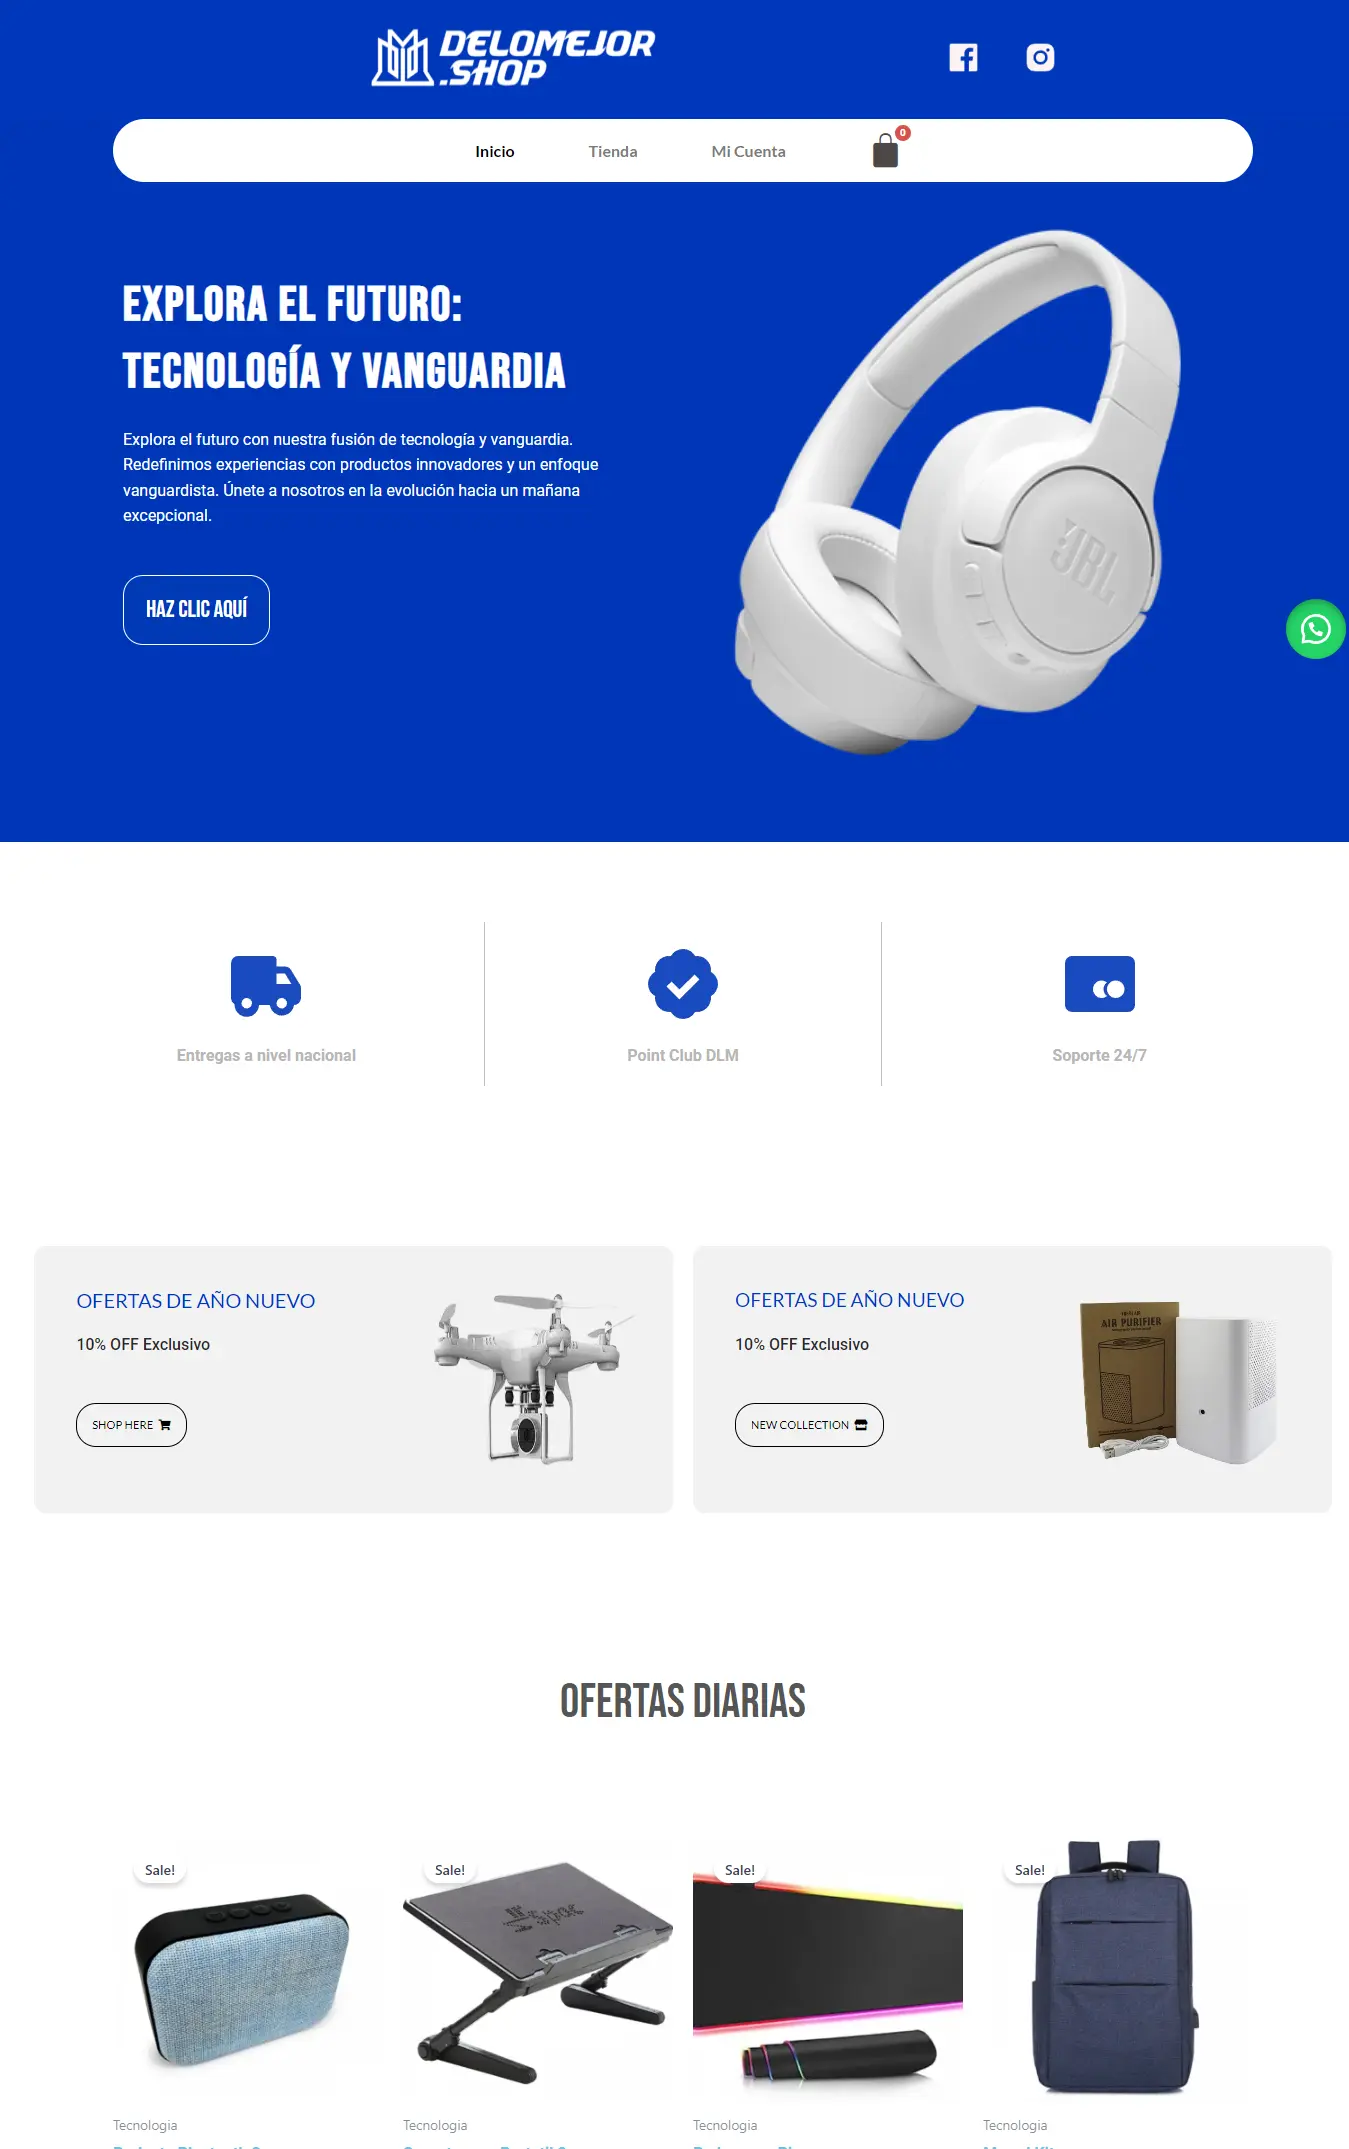 DELOMEJOR
.SHOP
Inicio
Tienda
Mi Cuenta
0
EXPLORA EL FUTURO:
TECNOLOGÍA Y VANGUARDIA
Explora el futuro con nuestra fusión de tecnología y vanguardia.
Redefinimos experiencias con productos innovadores y un enfoque
vanguardista. Únete a nosotros en la evolución hacia un mañana
excepcional.
HAZ CLIC AQUÍ
JBL
Entregas a nivel nacional
Point Club DLM
Soporte 24/7
OFERTAS DE AÑO NUEVO
10% OFF Exclusivo
SHOP HERE
OFERTAS DE AÑO NUEVO
10% OFF Exclusivo
NEW COLLECTION
AIR PURIFIER
OFERTAS DIARIAS
Sale!
Sale!
Sale!
Sale!
Tecnologia
Tecnologia
Tecnologia
Tecnologia